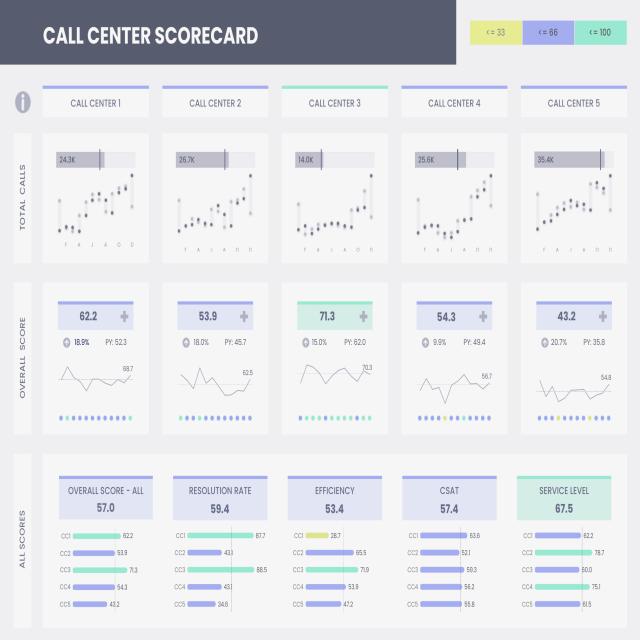 CALL CENTER SCORECARD
<= 33 <= 66 <= 100
CALL CENTER 1 CALL CENTER 2 CALL CENTER 3 CALL CENTER 4 CALL CENTER 5
TOTAL CALLS
24.3K 26.7K 14.0K 25.6K 35.4K
F A J A O D
F A J A O D
F A J A O D
F A J A O D
F A J A O D
OVERALL SCORE
62.2 53.9 71.3 54.3 43.2
18.9% PY: 52.3 18.0% PY: 45.7 15.0% PY: 62.0 9.9% PY: 49.4 20.7% PY: 35.8
68.7 62.5 70.3 56.7 54.8
ALL SCORES
OVERALL SCORE - ALL RESOLUTION RATE EFFICIENCY CSAT SERVICE LEVEL
57.0 59.4 53.4 57.4 67.5
CC1 62.2 CC1 87.7 CC1 28.7 CC1 63.6 CC1 62.2
CC2 53.9 CC2 43.1 CC2 65.5 CC2 52.1 CC2 78.7
CC3 71.3 CC3 88.5 CC3 71.9 CC3 59.3 CC3 60.0
CC4 54.3 CC4 43.1 CC4 53.9 CC4 56.2 CC4 75.1
CC5 43.2 CC5 34.6 CC5 47.2 CC5 55.8 CC5 61.5